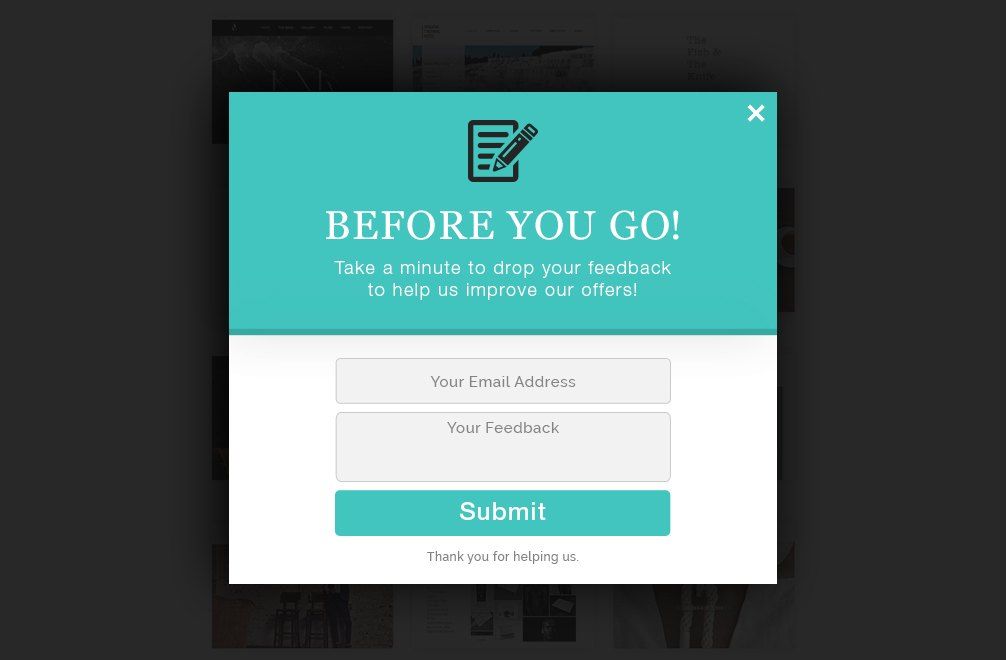 The
Fish &
The
Knife
BEFORE YOU GO!
Take a minute to drop your feedback
to help us improve our offers!
Your Email Address
Your Feedback
Submit
Thank you for helping us.